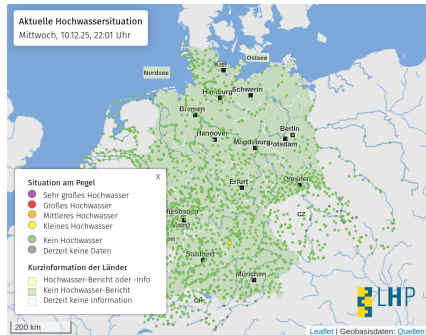 Aktuelle Hochwassersituation
Mittwoch, 10.12.25, 22:01 Uhr
Ostsee
Kiel
Nordsee
Hamburg
Schwerin
Bremen
Berlin
Hannover
Magdeburg
Potsdam
Erfurt
Dresden
CZ
Stuttgart
München
CH
x
Situation am Pegel
Sehr großes Hochwasser
Großes Hochwasser
Mittleres Hochwasser
Kleines Hochwasser
Kein Hochwasser
Derzeit keine Daten
Kurzinformation der Länder
Hochwasser-Bericht oder -Info
Kein Hochwasser-Bericht
Derzeit keine Information
LHP
200 km
Leaflet | Geobasisdaten: Quellen